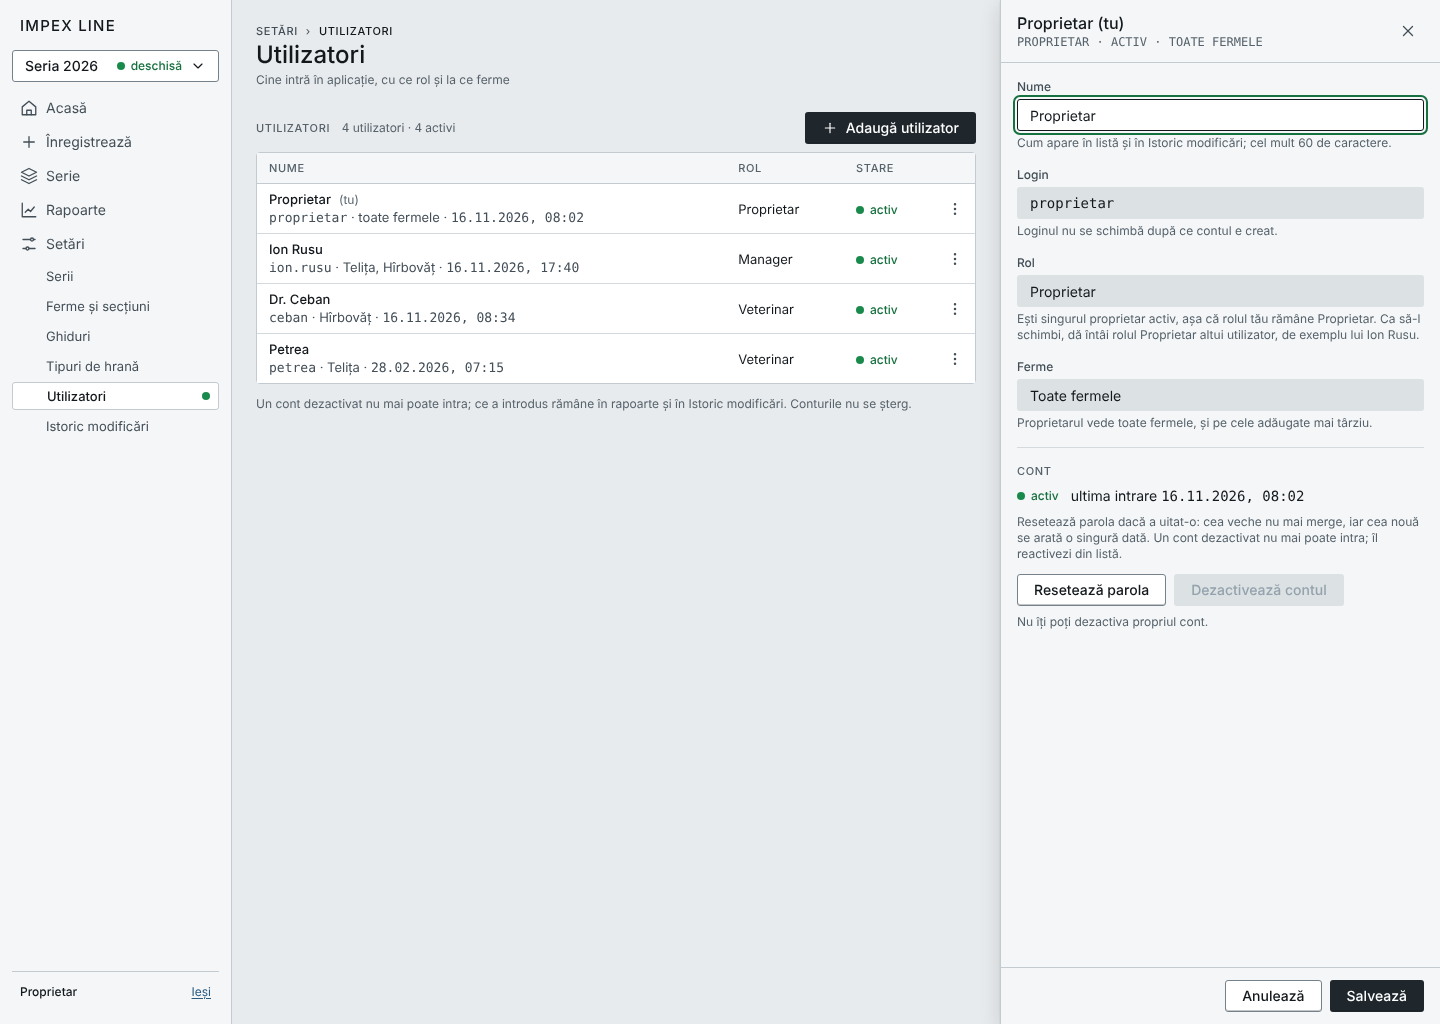 IMPEX LINE
Seria 2026 deschisă
Acasă
Înregistrează
Serie
Rapoarte
Setări
Serii
Ferme și secțiuni
Ghiduri
Tipuri de hrană
Utilizatori
Istoric modificări
Proprietar Ieși
SETĂRI › UTILIZATORI
Utilizatori
Cine intră în aplicație, cu ce rol și la ce ferme
UTILIZATORI 4 utilizatori · 4 activi
Adaugă utilizator
NUME ROL STARE
Proprietar (tu)
proprietar · toate fermele · 16.11.2026, 08:02
Proprietar
activ
Ion Rusu
ion.rusu · Telița, Hîrbovăț · 16.11.2026, 17:40
Manager
activ
Dr. Ceban
ceban · Hîrbovăț · 16.11.2026, 08:34
Veterinar
activ
Petrea
petrea · Telița · 28.02.2026, 07:15
Veterinar
activ
Un cont dezactivat nu mai poate intra; ce a introdus rămâne în rapoarte și în Istoric modificări. Conturile nu se șterg.
Proprietar (tu)
PROPRIETAR · ACTIV · TOATE FERMELE
Nume
Proprietar
Cum apare în listă și în Istoric modificări; cel mult 60 de caractere.
Login
proprietar
Loginul nu se schimbă după ce contul e creat.
Rol
Proprietar
Ești singurul proprietar activ, așa că rolul tău rămâne Proprietar. Ca să-l
schimbi, dă întâi rolul Proprietar altui utilizator, de exemplu lui Ion Rusu.
Ferme
Toate fermele
Proprietarul vede toate fermele, și pe cele adăugate mai târziu.
CONT
activ ultima intrare 16.11.2026, 08:02
Resetează parola dacă a uitat-o: cea veche nu mai merge, iar cea nouă
se arată o singură dată. Un cont dezactivat nu mai poate intra; îl
reactivezi din listă.
Resetează parola Dezactivează contul
Nu îți poți dezactiva propriul cont.
Anulează Salvează